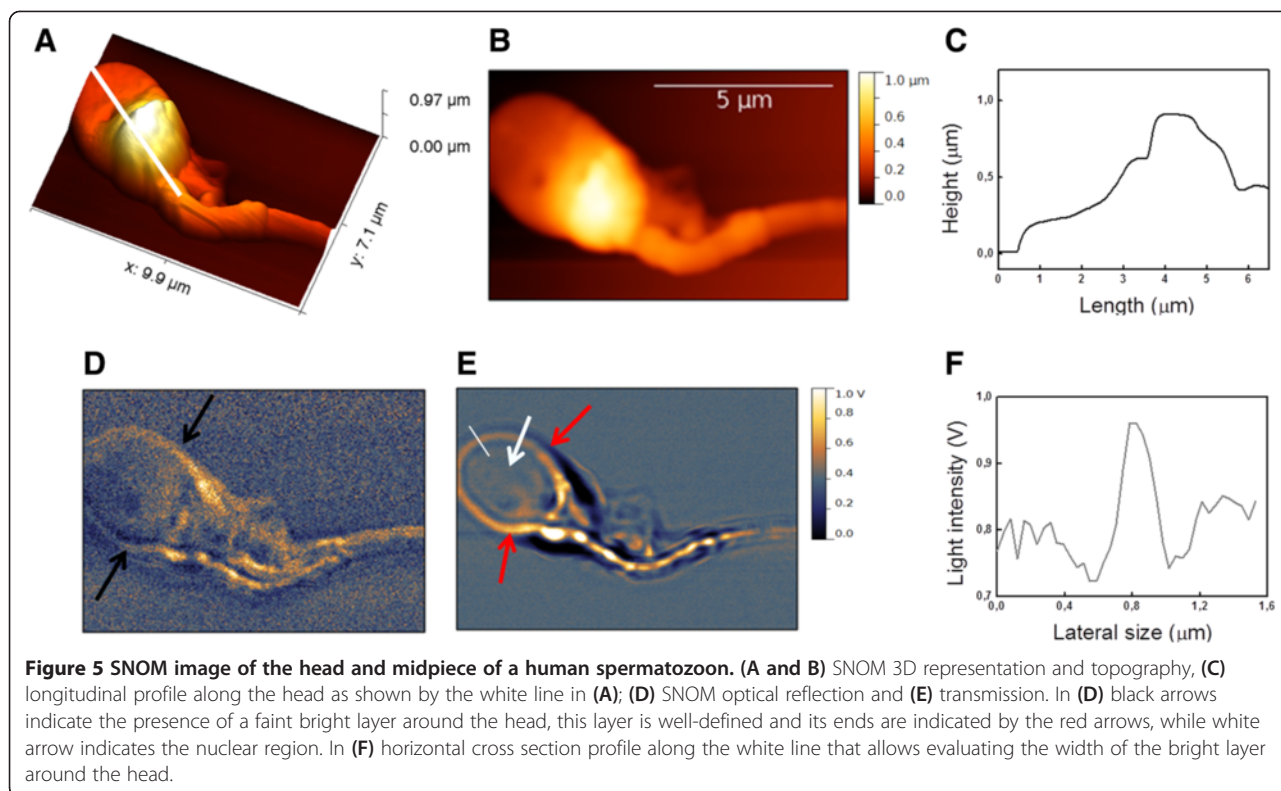 A
0.97 µm
0.00 µm
x: 9.9 µm
y: 7.1 µm
B
5 µm
1.0 µm
0.8
0.6
0.4
0.2
0.0
C
Height (µm)
1,0
0,5
0,0
0 1 2 3 4 5 6
Length (µm)
D
E
1.0 V
0.8
0.6
0.4
0.2
0.0
F
Light intensity (V)
1,0
0,9
0,8
0,7
0,0 0,4 0,8 1,2 1,6
Lateral size (µm)
Figure 5 SNOM image of the head and midpiece of a human spermatozoon. (A and B) SNOM 3D representation and topography, (C)
longitudinal profile along the head as shown by the white line in (A); (D) SNOM optical reflection and (E) transmission. In (D) black arrows
indicate the presence of a faint bright layer around the head, this layer is well-defined and its ends are indicated by the red arrows, while white
arrow indicates the nuclear region. In (F) horizontal cross section profile along the white line that allows evaluating the width of the bright layer
around the head.